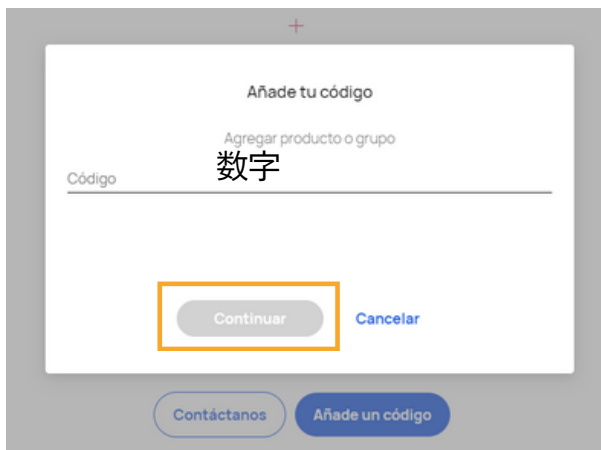 +
Añade tu código
Agregar producto o grupo
数字
Código
Continuar Cancelar
Contáctanos Añade un código